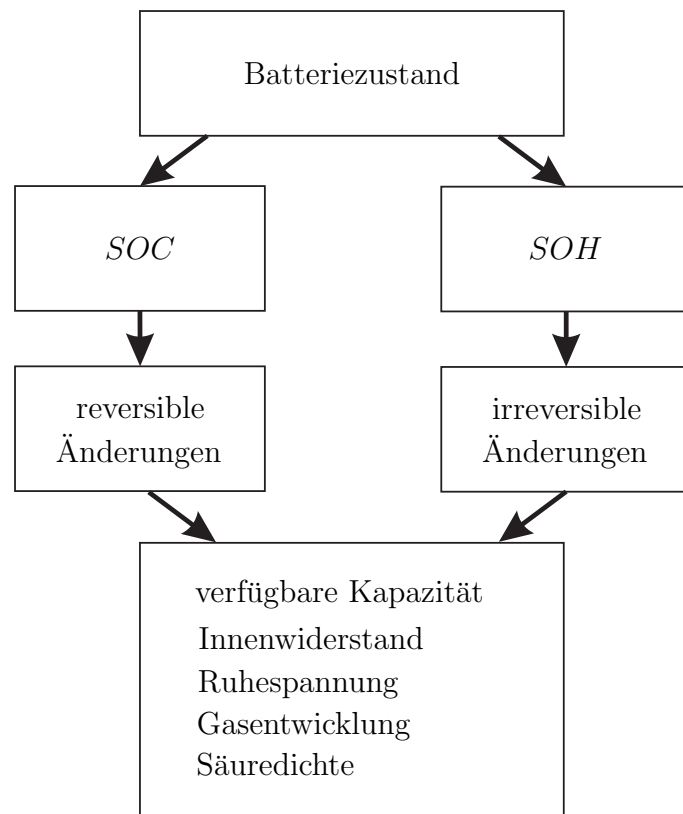 Batteriezustand
SOC
SOH
reversible
Änderungen
irreversible
Änderungen
verfügbare Kapazität
Innenwiderstand
Ruhespannung
Gasentwicklung
Säuredichte